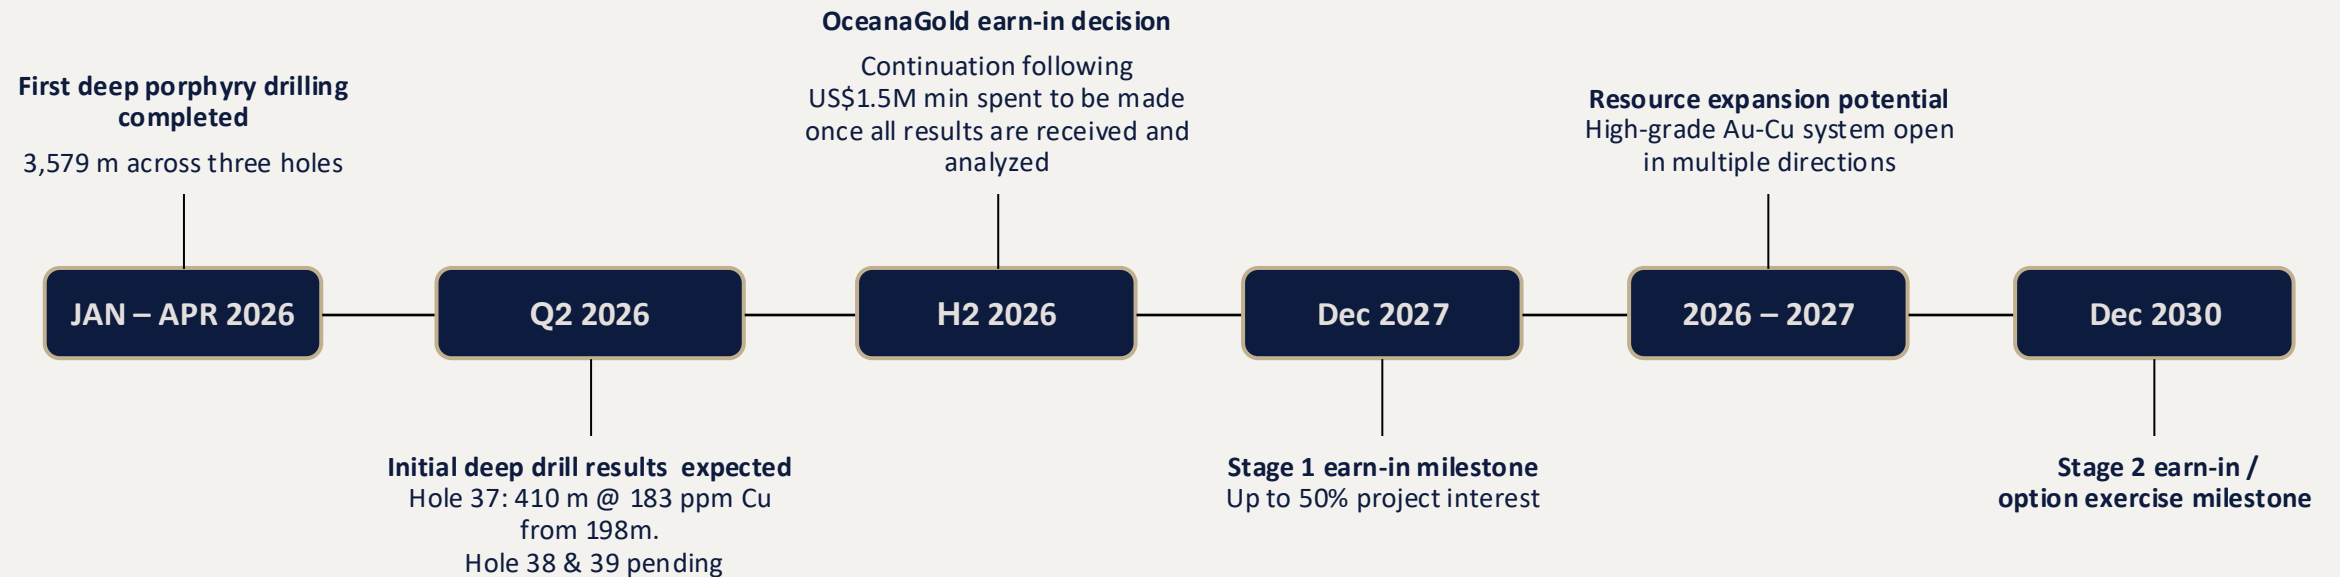 First deep porphyry drilling
completed
3,579 m across three holes
JAN – APR 2026
Q2 2026
Initial deep drill results  expected
Hole 37: 410 m @ 183 ppm Cu
from 198m.
Hole 38 & 39 pending
OceanaGold earn-in decision
Continuation following
US$1.5M min spent to be made
once all results are received and
analyzed
H2 2026
Dec 2027
Stage 1 earn-in milestone
Up to 50% project interest
Resource expansion potential
High-grade Au-Cu system open
in multiple directions
2026 – 2027
Dec 2030
Stage 2 earn-in /
option exercise milestone